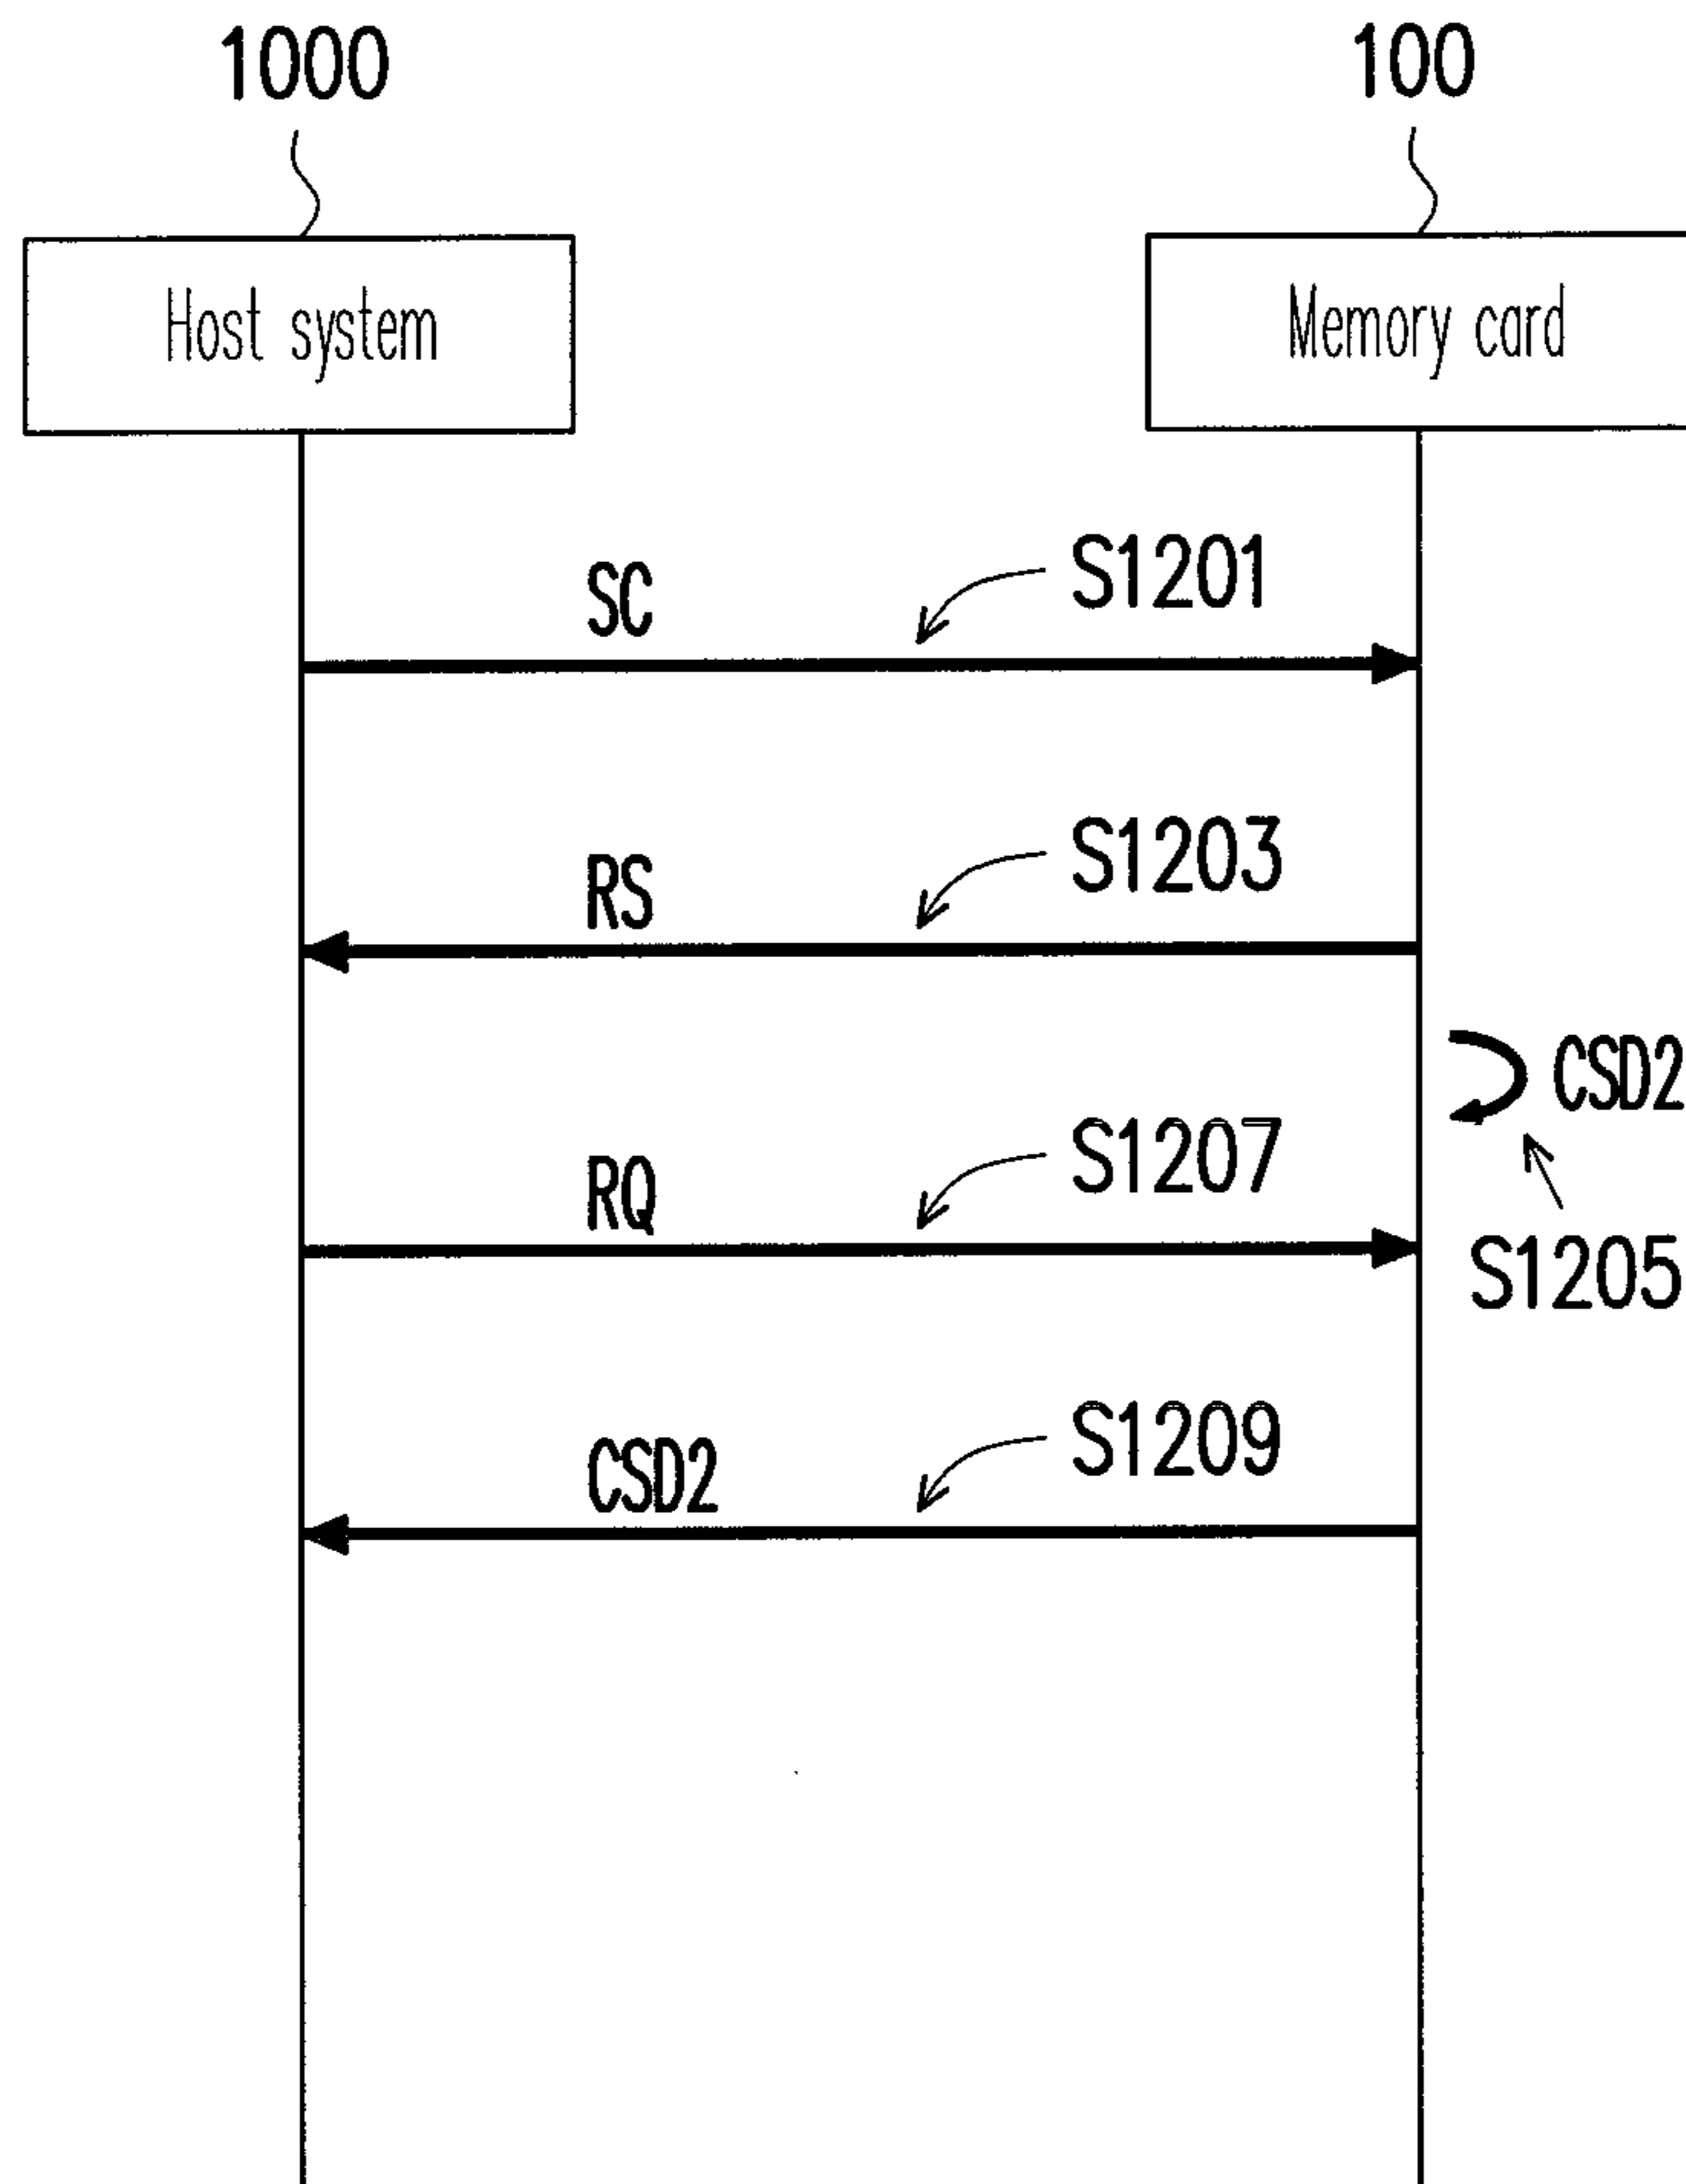 1000
100
Host system
Memory card
SC
S1201
RS
S1203
CSD2
RQ
S1207
S1205
CSD2
S1209